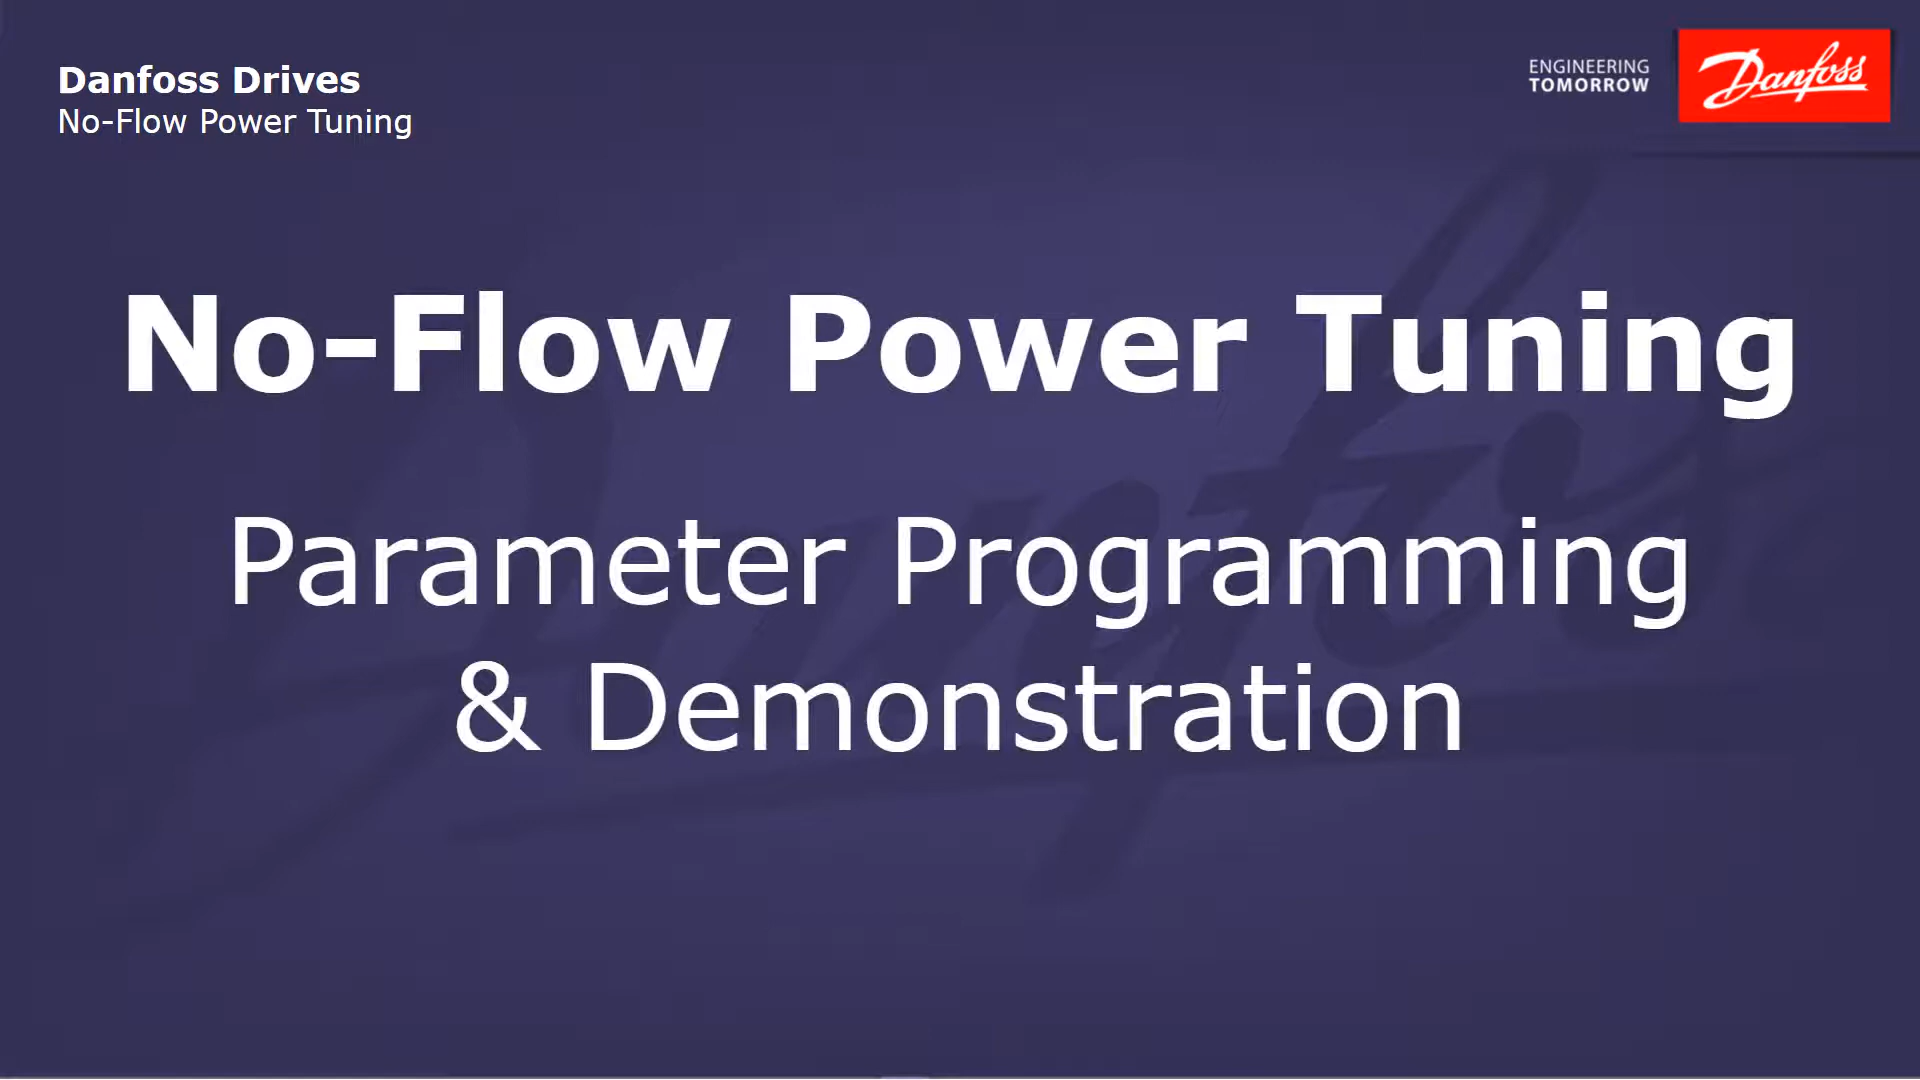 Danfoss Drives
No-Flow Power Tuning
ENGINEERING
TOMORROW
Danfoss
No-Flow Power Tuning
Parameter Programming
& Demonstration